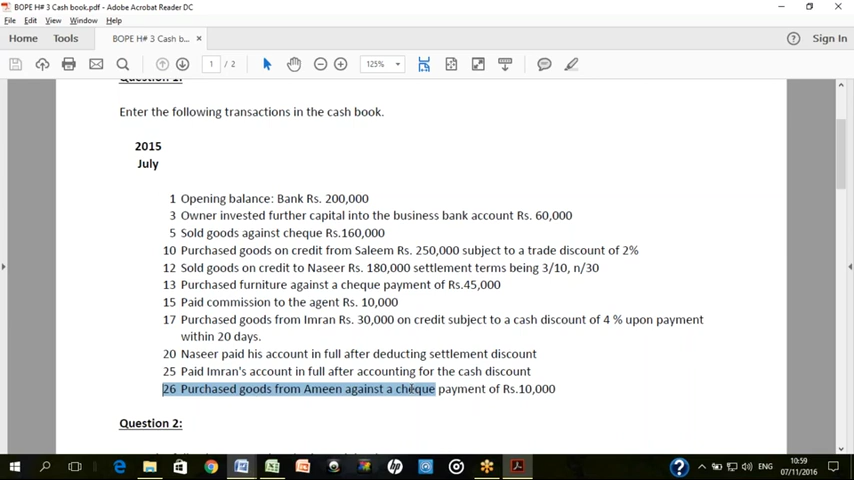 BOPE H# 3 Cash book.pdf - Adobe Acrobat Reader DC
File Edit View Window Help
Home Tools BOPE H# 3 Cash b... × Sign In
1 / 2 125%
Question 1:
Enter the following transactions in the cash book.
2015
July
1 Opening balance: Bank Rs. 200,000
3 Owner invested further capital into the business bank account Rs. 60,000
5 Sold goods against cheque Rs.160,000
10 Purchased goods on credit from Saleem Rs. 250,000 subject to a trade discount of 2%
12 Sold goods on credit to Naseer Rs. 180,000 settlement terms being 3/10, n/30
13 Purchased furniture against a cheque payment of Rs.45,000
15 Paid commission to the agent Rs. 10,000
17 Purchased goods from Imran Rs. 30,000 on credit subject to a cash discount of 4 % upon payment
within 20 days.
20 Naseer paid his account in full after deducting settlement discount
25 Paid Imran's account in full after accounting for the cash discount
26 Purchased goods from Ameen against a cheque payment of Rs.10,000
Question 2:
ENG
10:59
07/11/2016